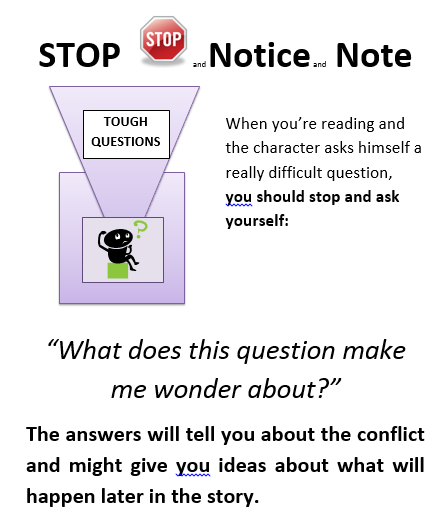 STOP STOP and Notice and Note
TOUGH
QUESTIONS
When you're reading and
the character asks himself a
really difficult question,
you should stop and ask
yourself:
?
“What does this question make
me wonder about?”
The answers will tell you about the conflict
and might give you ideas about what will
happen later in the story.